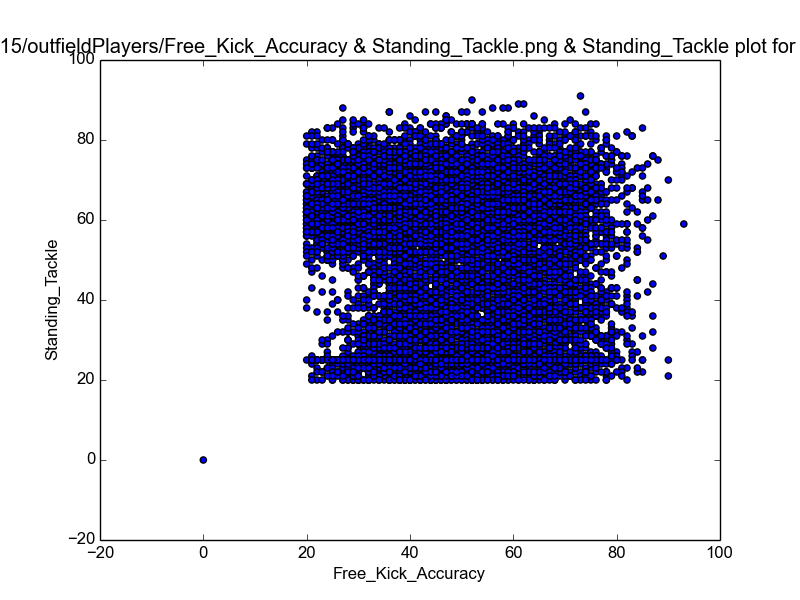 15/outfieldPlayers/Free_Kick_Accuracy & Standing_Tackle.png & Standing_Tackle plot for
100
80
60
40
20
0
−20
−20 0 20 40 60 80 100
Standing_Tackle
Free_Kick_Accuracy